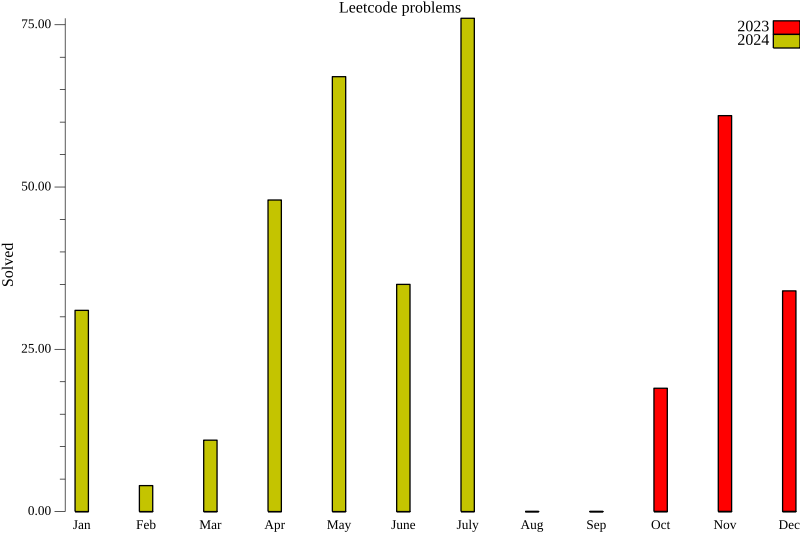 Leetcode problems
2023
2024
Solved
75.00
50.00
25.00
0.00
Jan Feb Mar Apr May June July Aug Sep Oct Nov Dec